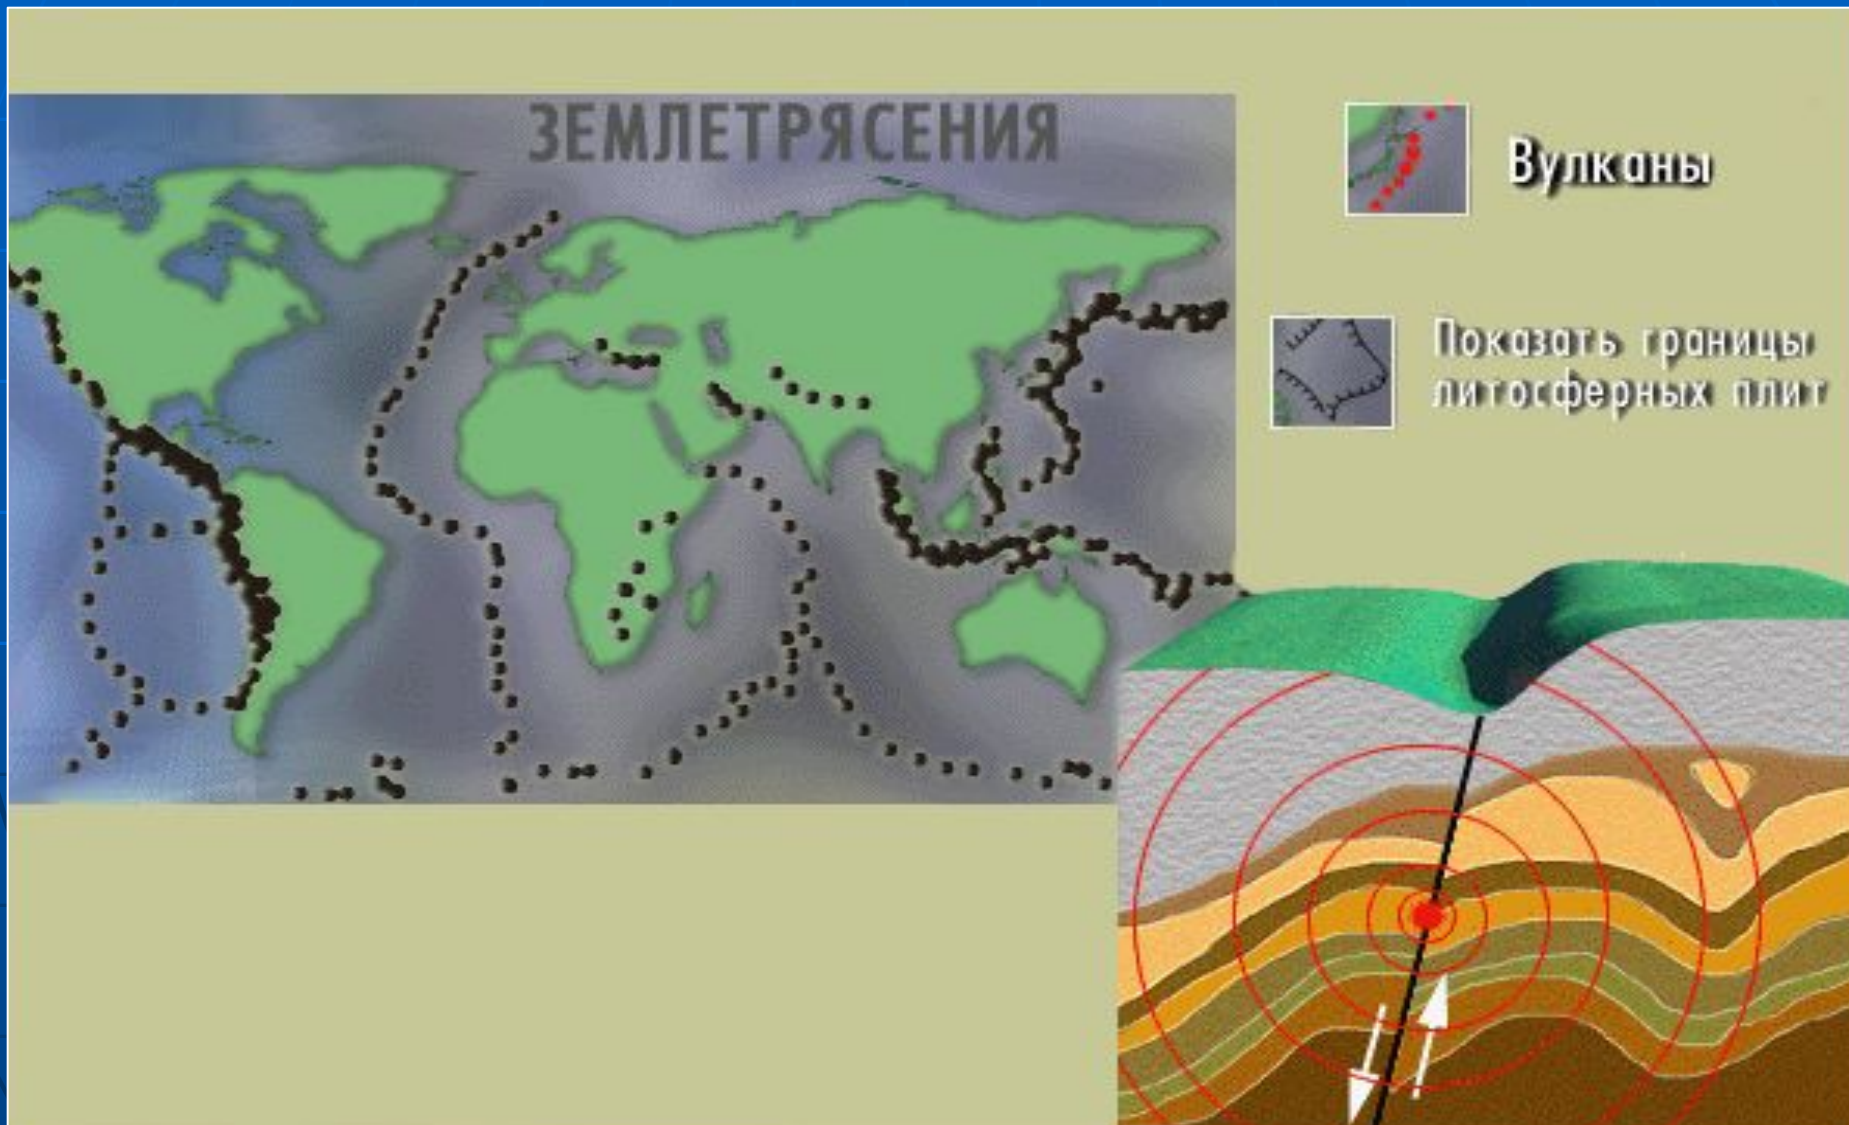 ЗЕМЛЕТРЯСЕНИЯ
Вулканы
Показать границы
литосферных плит